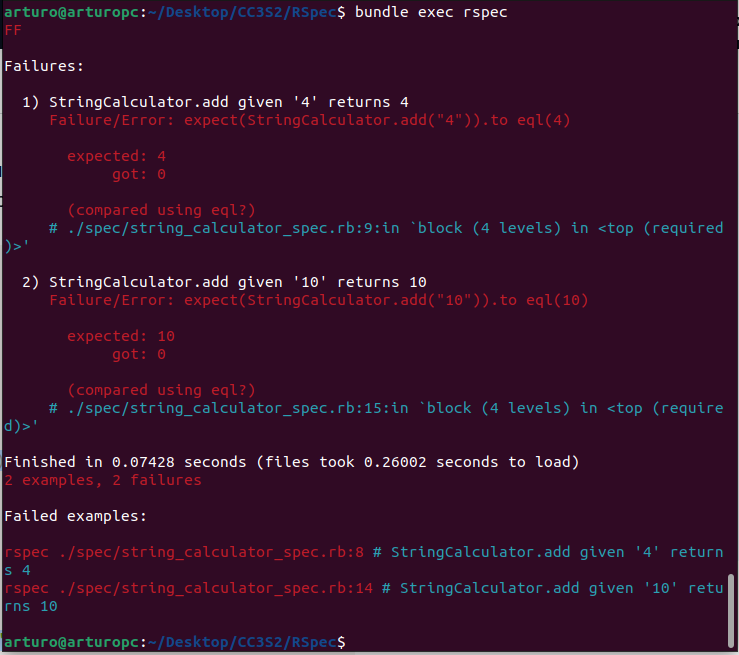 arturo@arturopc:~/Desktop/CC3S2/RSpec$ bundle exec rspec
FF

Failures:

  1) StringCalculator.add given '4' returns 4
     Failure/Error: expect(StringCalculator.add("4")).to eql(4)

       expected: 4
            got: 0

       (compared using eql?)
     # ./spec/string_calculator_spec.rb:9:in `block (4 levels) in <top (required
)>'

  2) StringCalculator.add given '10' returns 10
     Failure/Error: expect(StringCalculator.add("10")).to eql(10)

       expected: 10
            got: 0

       (compared using eql?)
     # ./spec/string_calculator_spec.rb:15:in `block (4 levels) in <top (require
d)>'

Finished in 0.07428 seconds (files took 0.26002 seconds to load)
2 examples, 2 failures

Failed examples:

rspec ./spec/string_calculator_spec.rb:8 # StringCalculator.add given '4' return
s 4
rspec ./spec/string_calculator_spec.rb:14 # StringCalculator.add given '10' retu
rns 10

arturo@arturopc:~/Desktop/CC3S2/RSpec$